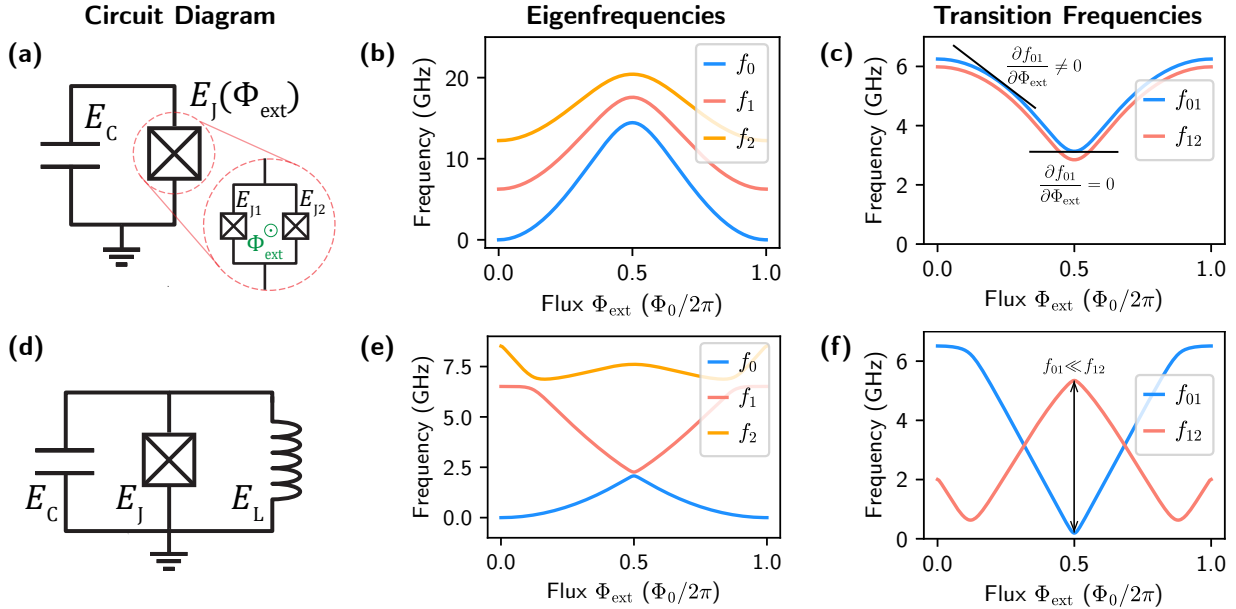 Circuit Diagram
Eigenfrequencies
Transition Frequencies
(a)
E_C
E_J(Φ_ext)
E_J1
E_J2
Φ_ext
(b)
Frequency (GHz)
20
10
0
f_0
f_1
f_2
0.0 0.5 1.0
Flux Φ_ext (Φ_0/2π)
(c)
Frequency (GHz)
6
4
2
0
∂f_01/∂Φ_ext ≠ 0
f_01
f_12
∂f_01/∂Φ_ext = 0
0.0 0.5 1.0
Flux Φ_ext (Φ_0/2π)
(d)
E_C
E_J
E_L
(e)
Frequency (GHz)
7.5
5.0
2.5
0.0
f_0
f_1
f_2
0.0 0.5 1.0
Flux Φ_ext (Φ_0/2π)
(f)
Frequency (GHz)
6
4
2
0
f_01≪f_12
f_01
f_12
0.0 0.5 1.0
Flux Φ_ext (Φ_0/2π)